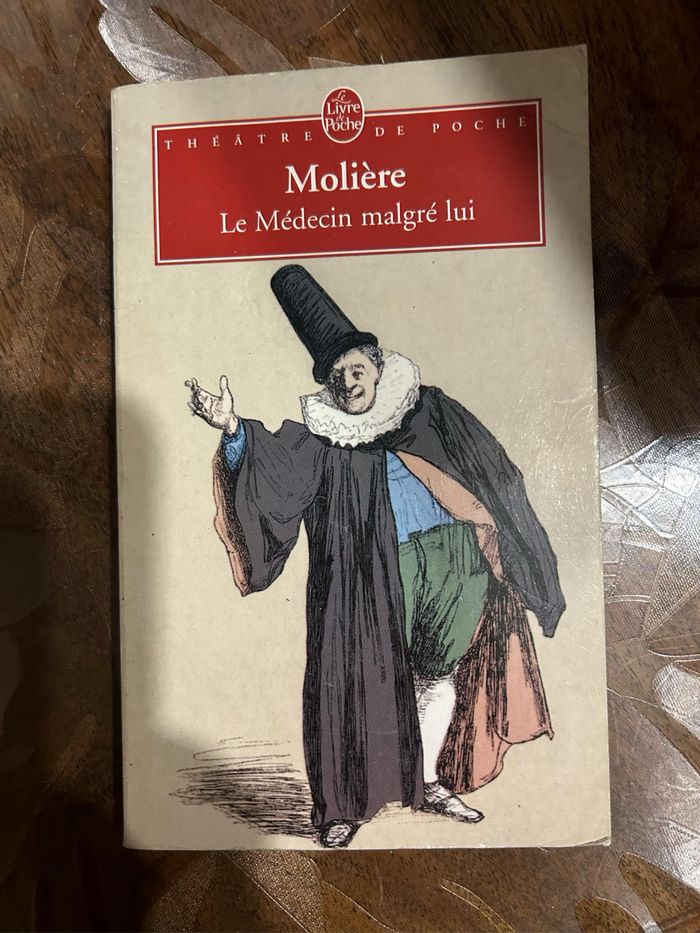 Le
Livre
de
Poche
THÉÂTRE DE POCHE
Molière
Le Médecin malgré lui